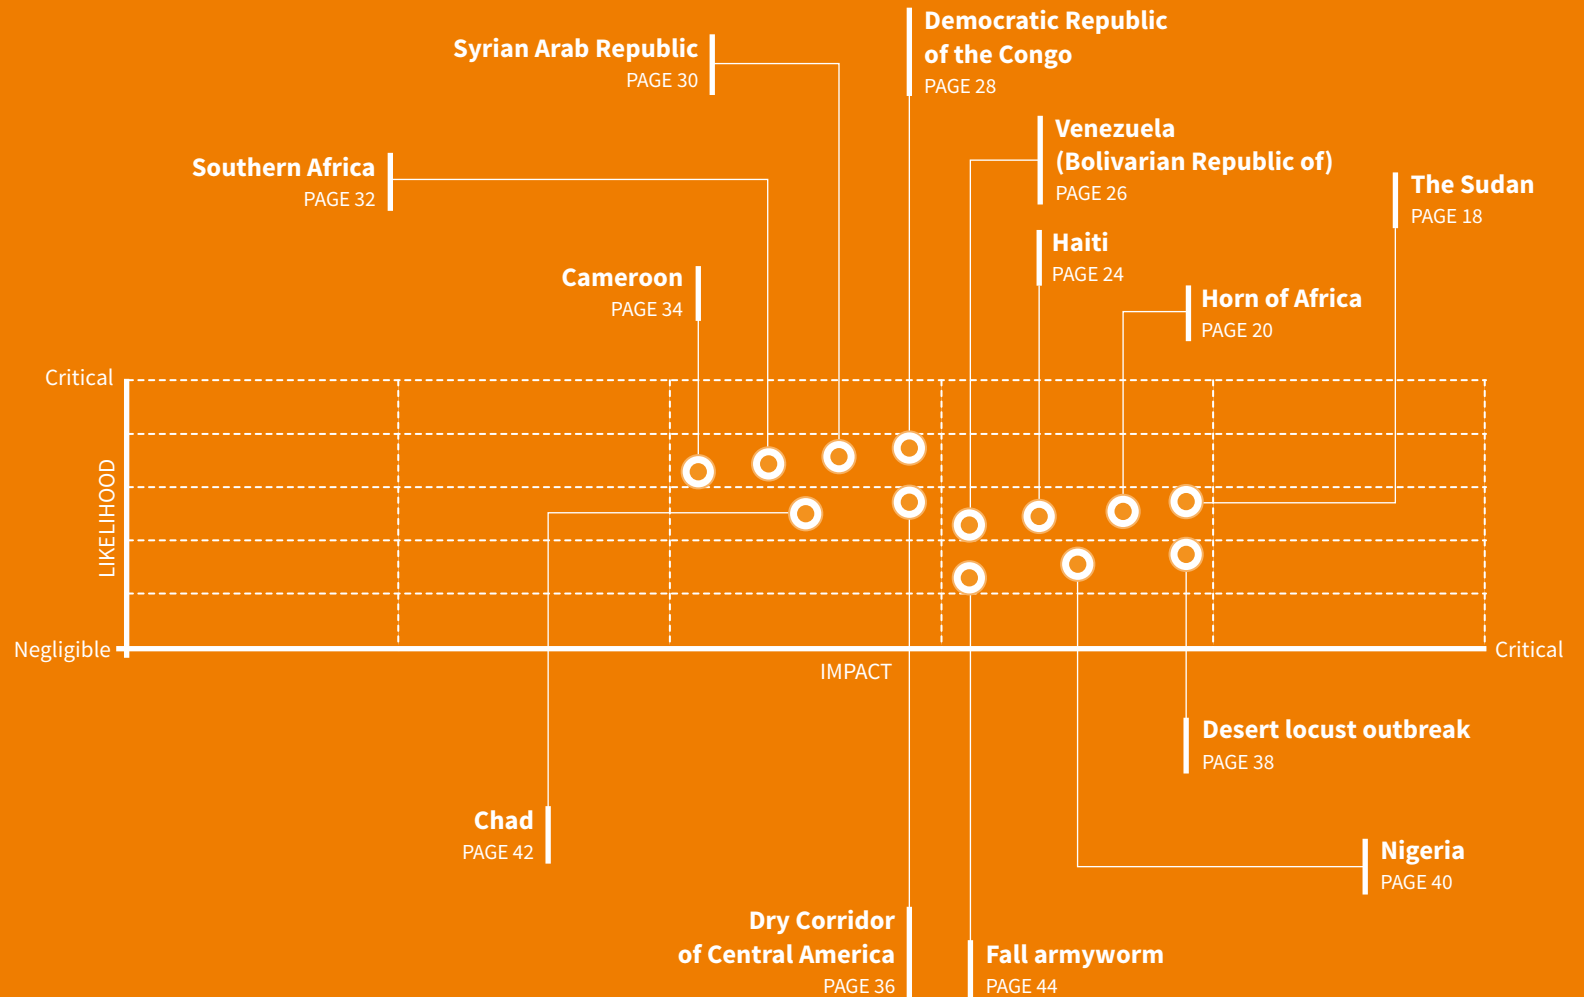 Democratic Republic
of the Congo
PAGE 28
Syrian Arab Republic
PAGE 30
Venezuela
(Bolivarian Republic of)
PAGE 26
Southern Africa
PAGE 32
The Sudan
PAGE 18
Haiti
PAGE 24
Cameroon
PAGE 34
Horn of Africa
PAGE 20
Critical
LIKELIHOOD
Negligible
Critical
IMPACT
Desert locust outbreak
PAGE 38
Chad
PAGE 42
Nigeria
PAGE 40
Dry Corridor
of Central America
PAGE 36
Fall armyworm
PAGE 44